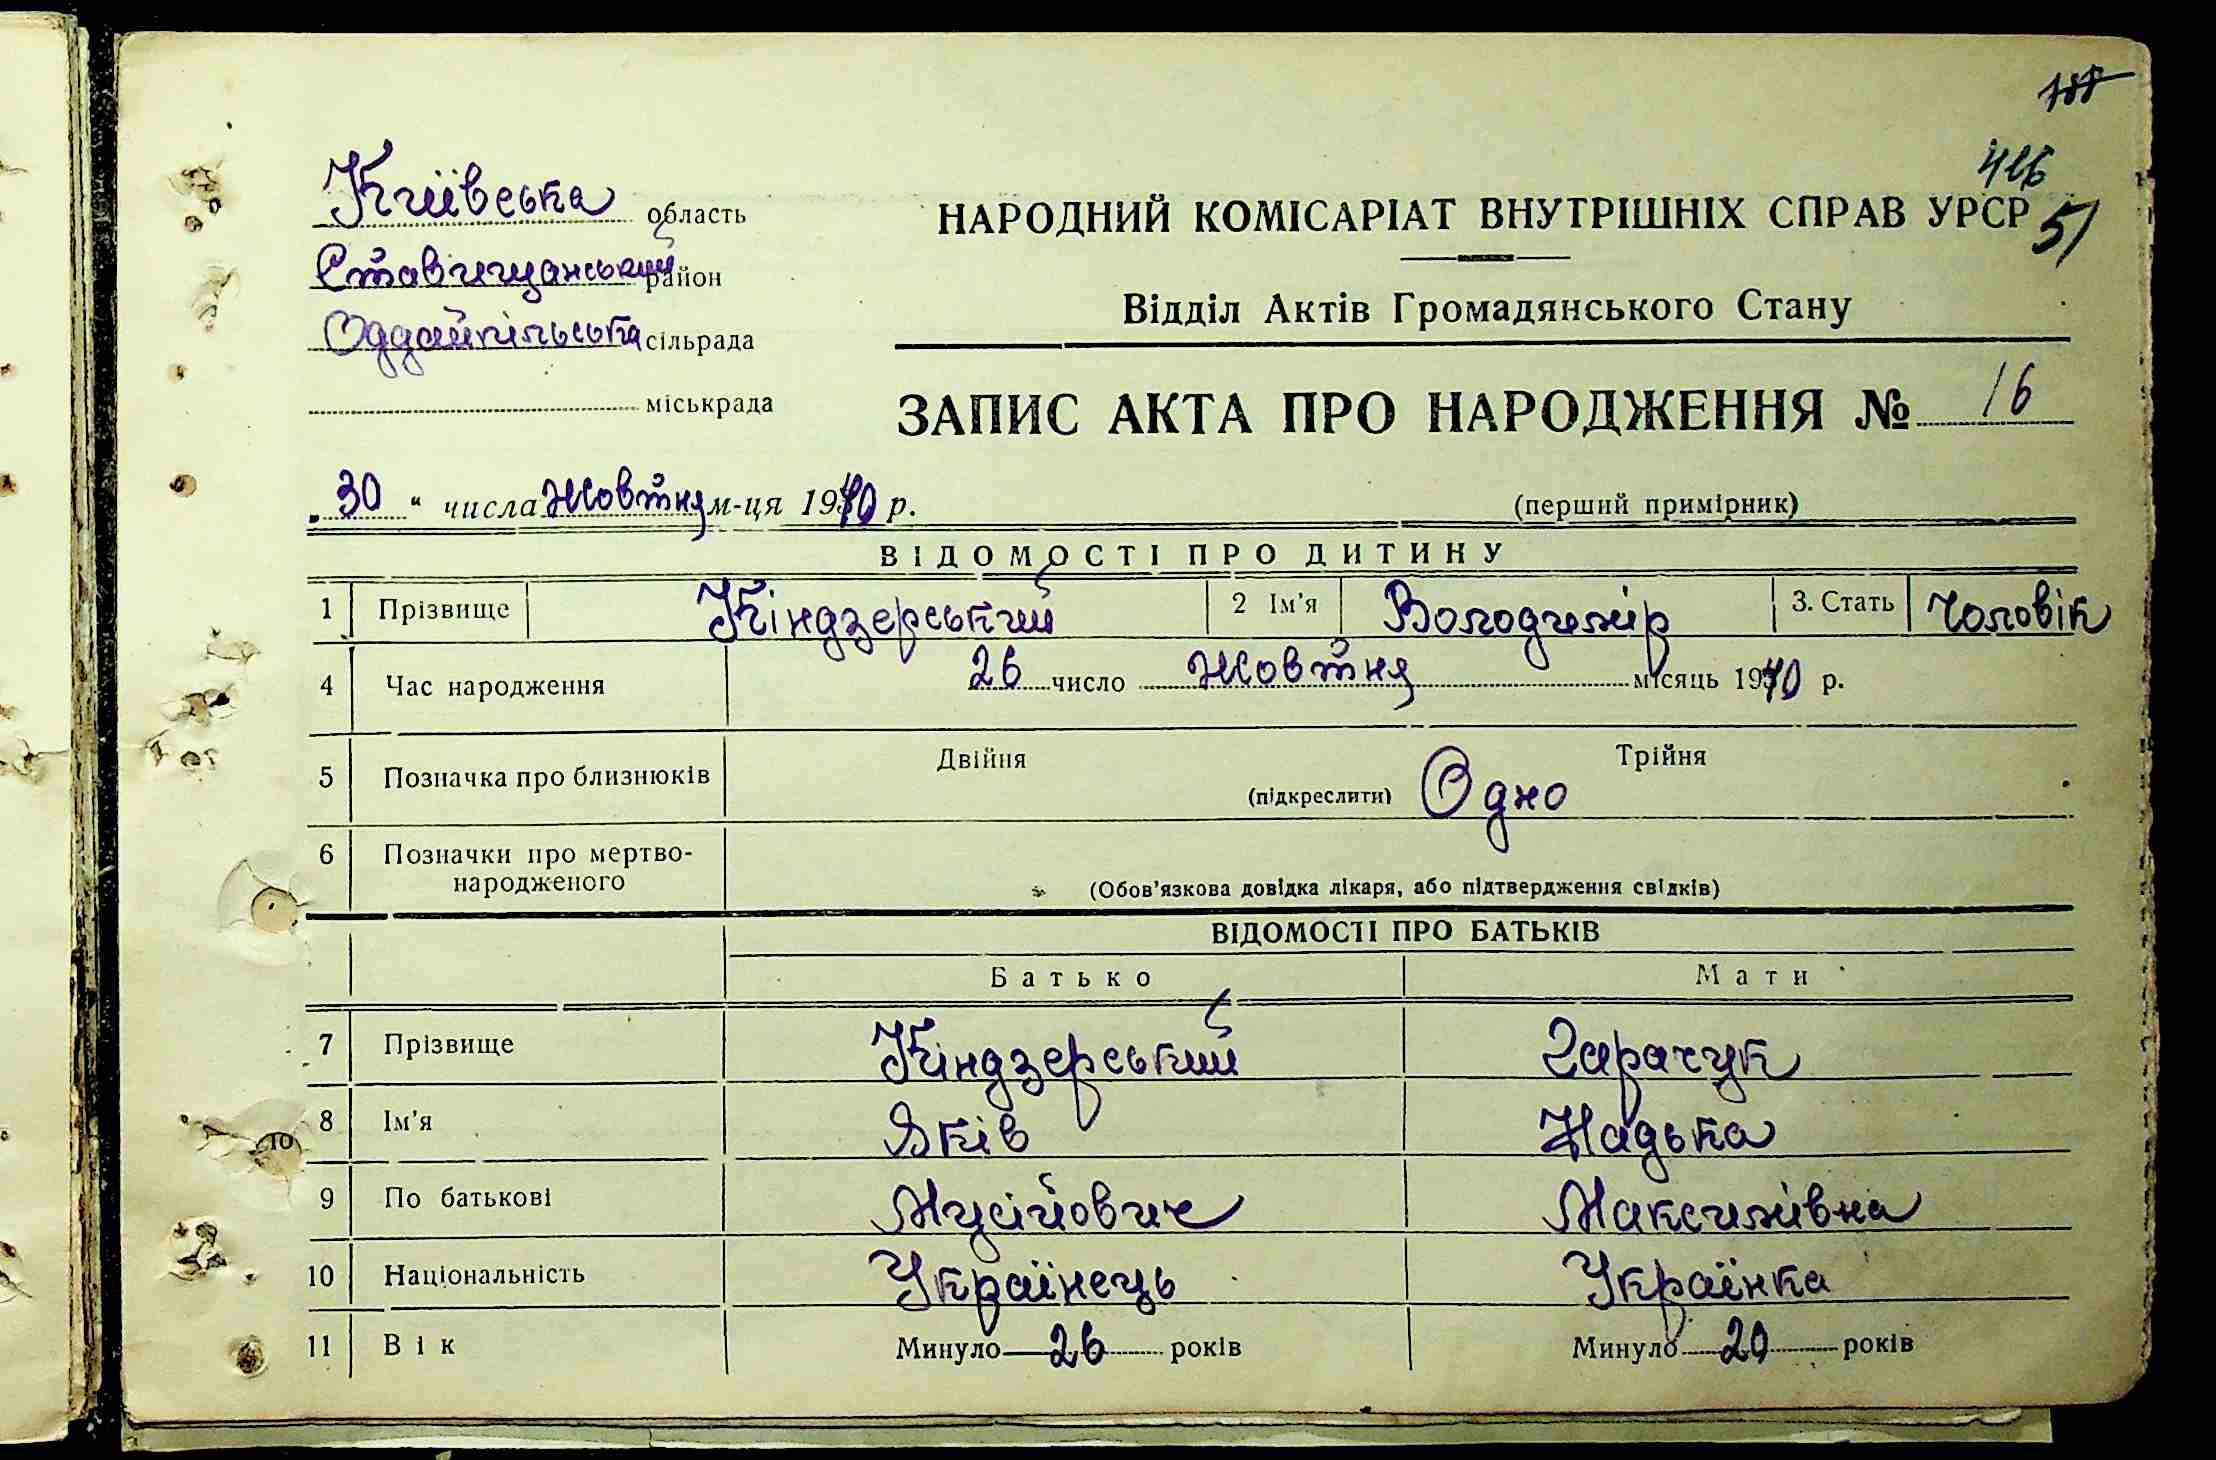 416
Київська область
НАРОДНИЙ КОМІСАРІАТ ВНУТРІШНІХ СПРАВ УРСР
51
Ставищанський район
Відділ Актів Громадянського Стану
Оддайпільська сільрада
міськрада
ЗАПИС АКТА ПРО НАРОДЖЕННЯ № 16
„30“ числа Жовтня м-ця 1940 р.
(перший примірник)
ВІДОМОСТІ ПРО ДИТИНУ
1 Прізвище Кіндзерський 2 Ім’я Володимір 3. Стать Чоловік
4 Час народження 26 число Жовтня місяць 1940 р.
5 Позначка про близнюків Двійня (підкреслити) Одно Трійня
6 Позначки про мертво-
народженого (Обов’язкова довідка лікаря, або підтвердження свідків)
ВІДОМОСТІ ПРО БАТЬКІВ
Батько Мати
7 Прізвище Кіндзерський Гарачук
8 Ім’я Яків Надька
9 По батькові Мусійович Максимівна
10 Національність Українець Українка
11 Вік Минуло 26 років Минуло 20 років
10